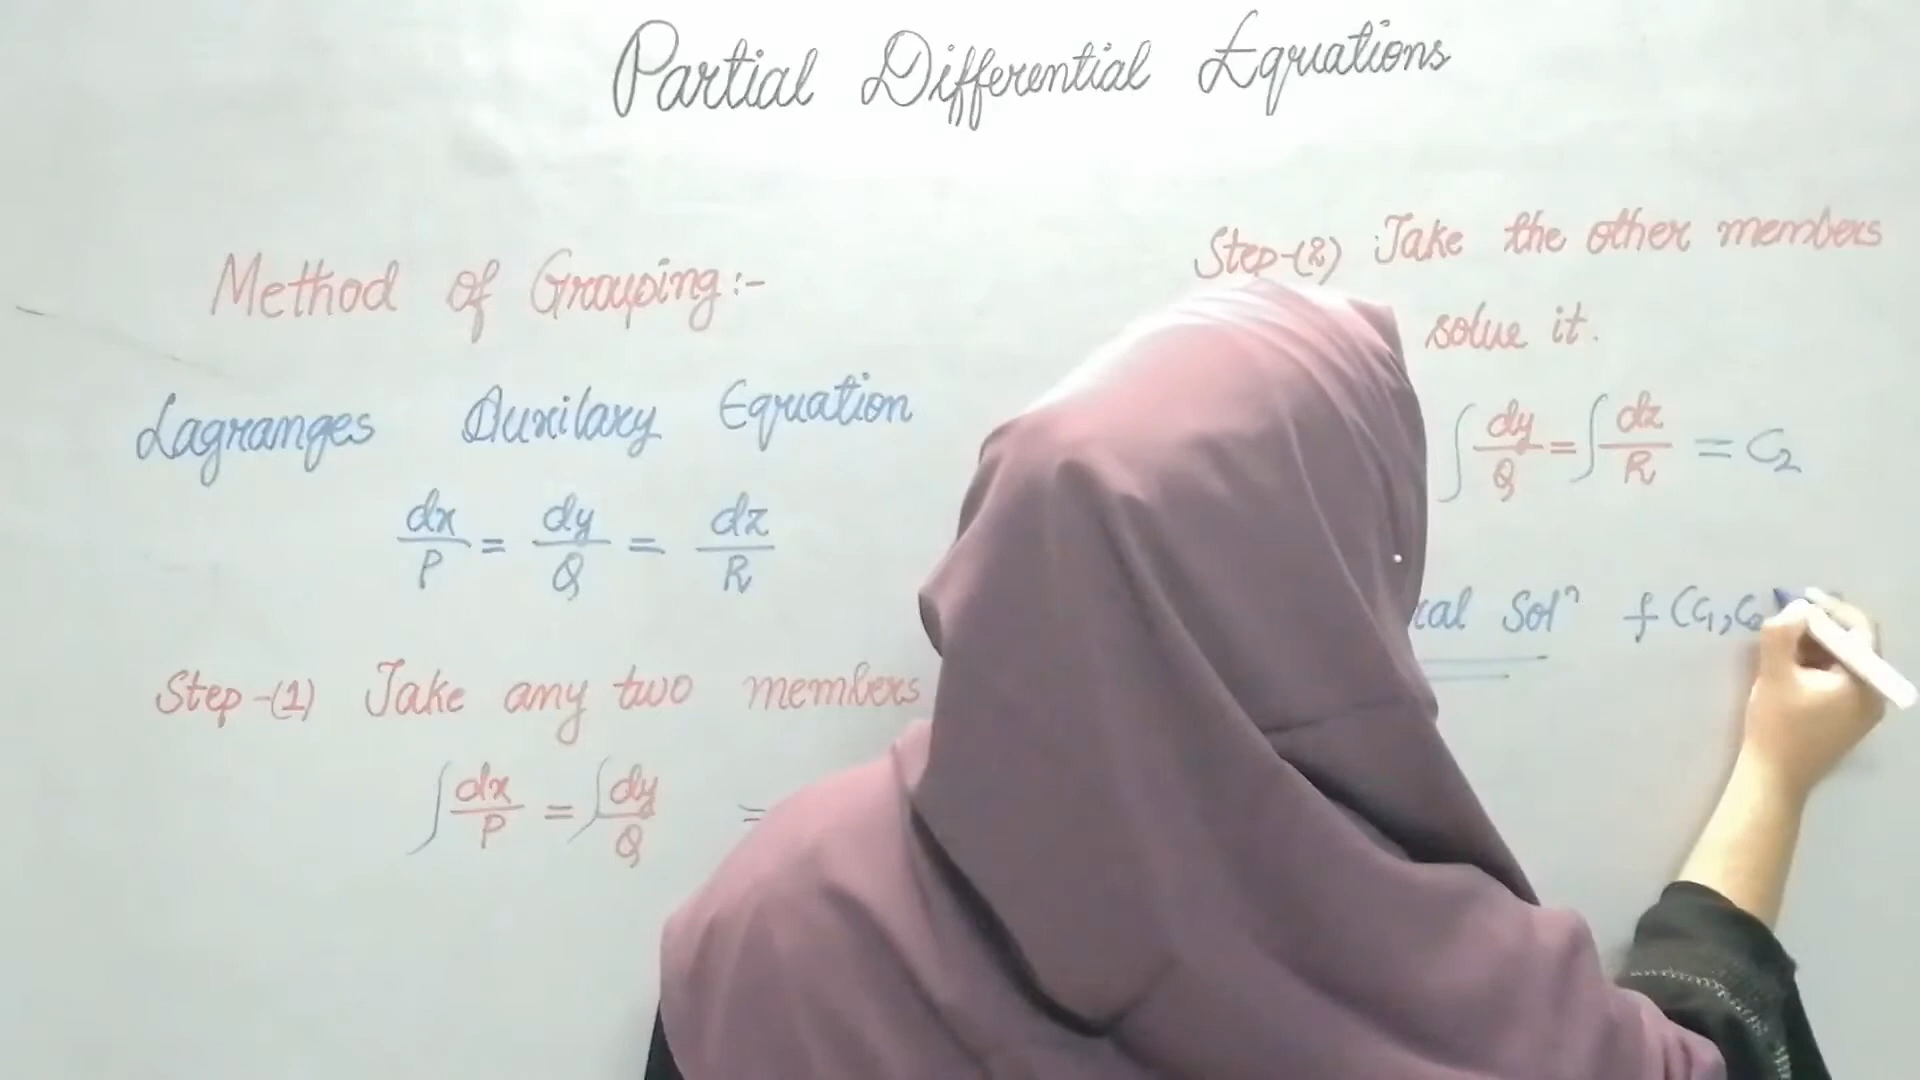 Partial Differential Equations
Method of Grouping:-
Lagranges Auxilary Equation
dx/P = dy/Q = dz/R
Step-(1) Take any two members
∫dx/P = ∫dy/Q =
Step-(2) Take the other members
solve it.
∫dy/Q = ∫dz/R = C₂
Solⁿ f(C₁,C₂